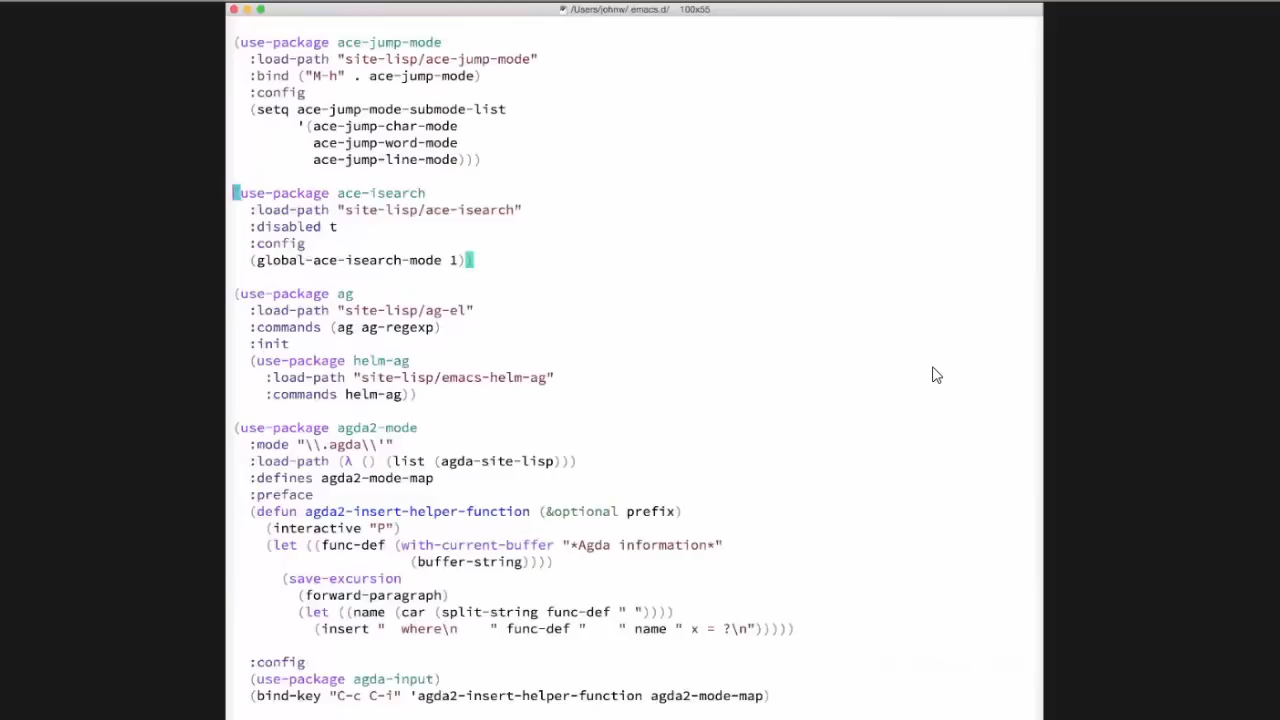 /Users/johnw/ emacs.d/ 100x55
(use-package ace-jump-mode
:load-path "site-lisp/ace-jump-mode"
:bind ("M-h" . ace-jump-mode)
:config
(setq ace-jump-mode-submode-list
'(ace-jump-char-mode
ace-jump-word-mode
ace-jump-line-mode)))
(use-package ace-isearch
:load-path "site-lisp/ace-isearch"
:disabled t
:config
(global-ace-isearch-mode 1))
(use-package ag
:load-path "site-lisp/ag-el"
:commands (ag ag-regexp)
:init
(use-package helm-ag
:load-path "site-lisp/emacs-helm-ag"
:commands helm-ag))
(use-package agda2-mode
:mode "\\.agda\\'"
:load-path (λ () (list (agda-site-lisp)))
:defines agda2-mode-map
:preface
(defun agda2-insert-helper-function (&optional prefix)
(interactive "P")
(let ((func-def (with-current-buffer "*Agda information*"
(buffer-string))))
(save-excursion
(forward-paragraph)
(let ((name (car (split-string func-def " "))))
(insert "  where\n    " func-def "    " name " x = ?\n")))))
:config
(use-package agda-input)
(bind-key "C-c C-i" 'agda2-insert-helper-function agda2-mode-map)